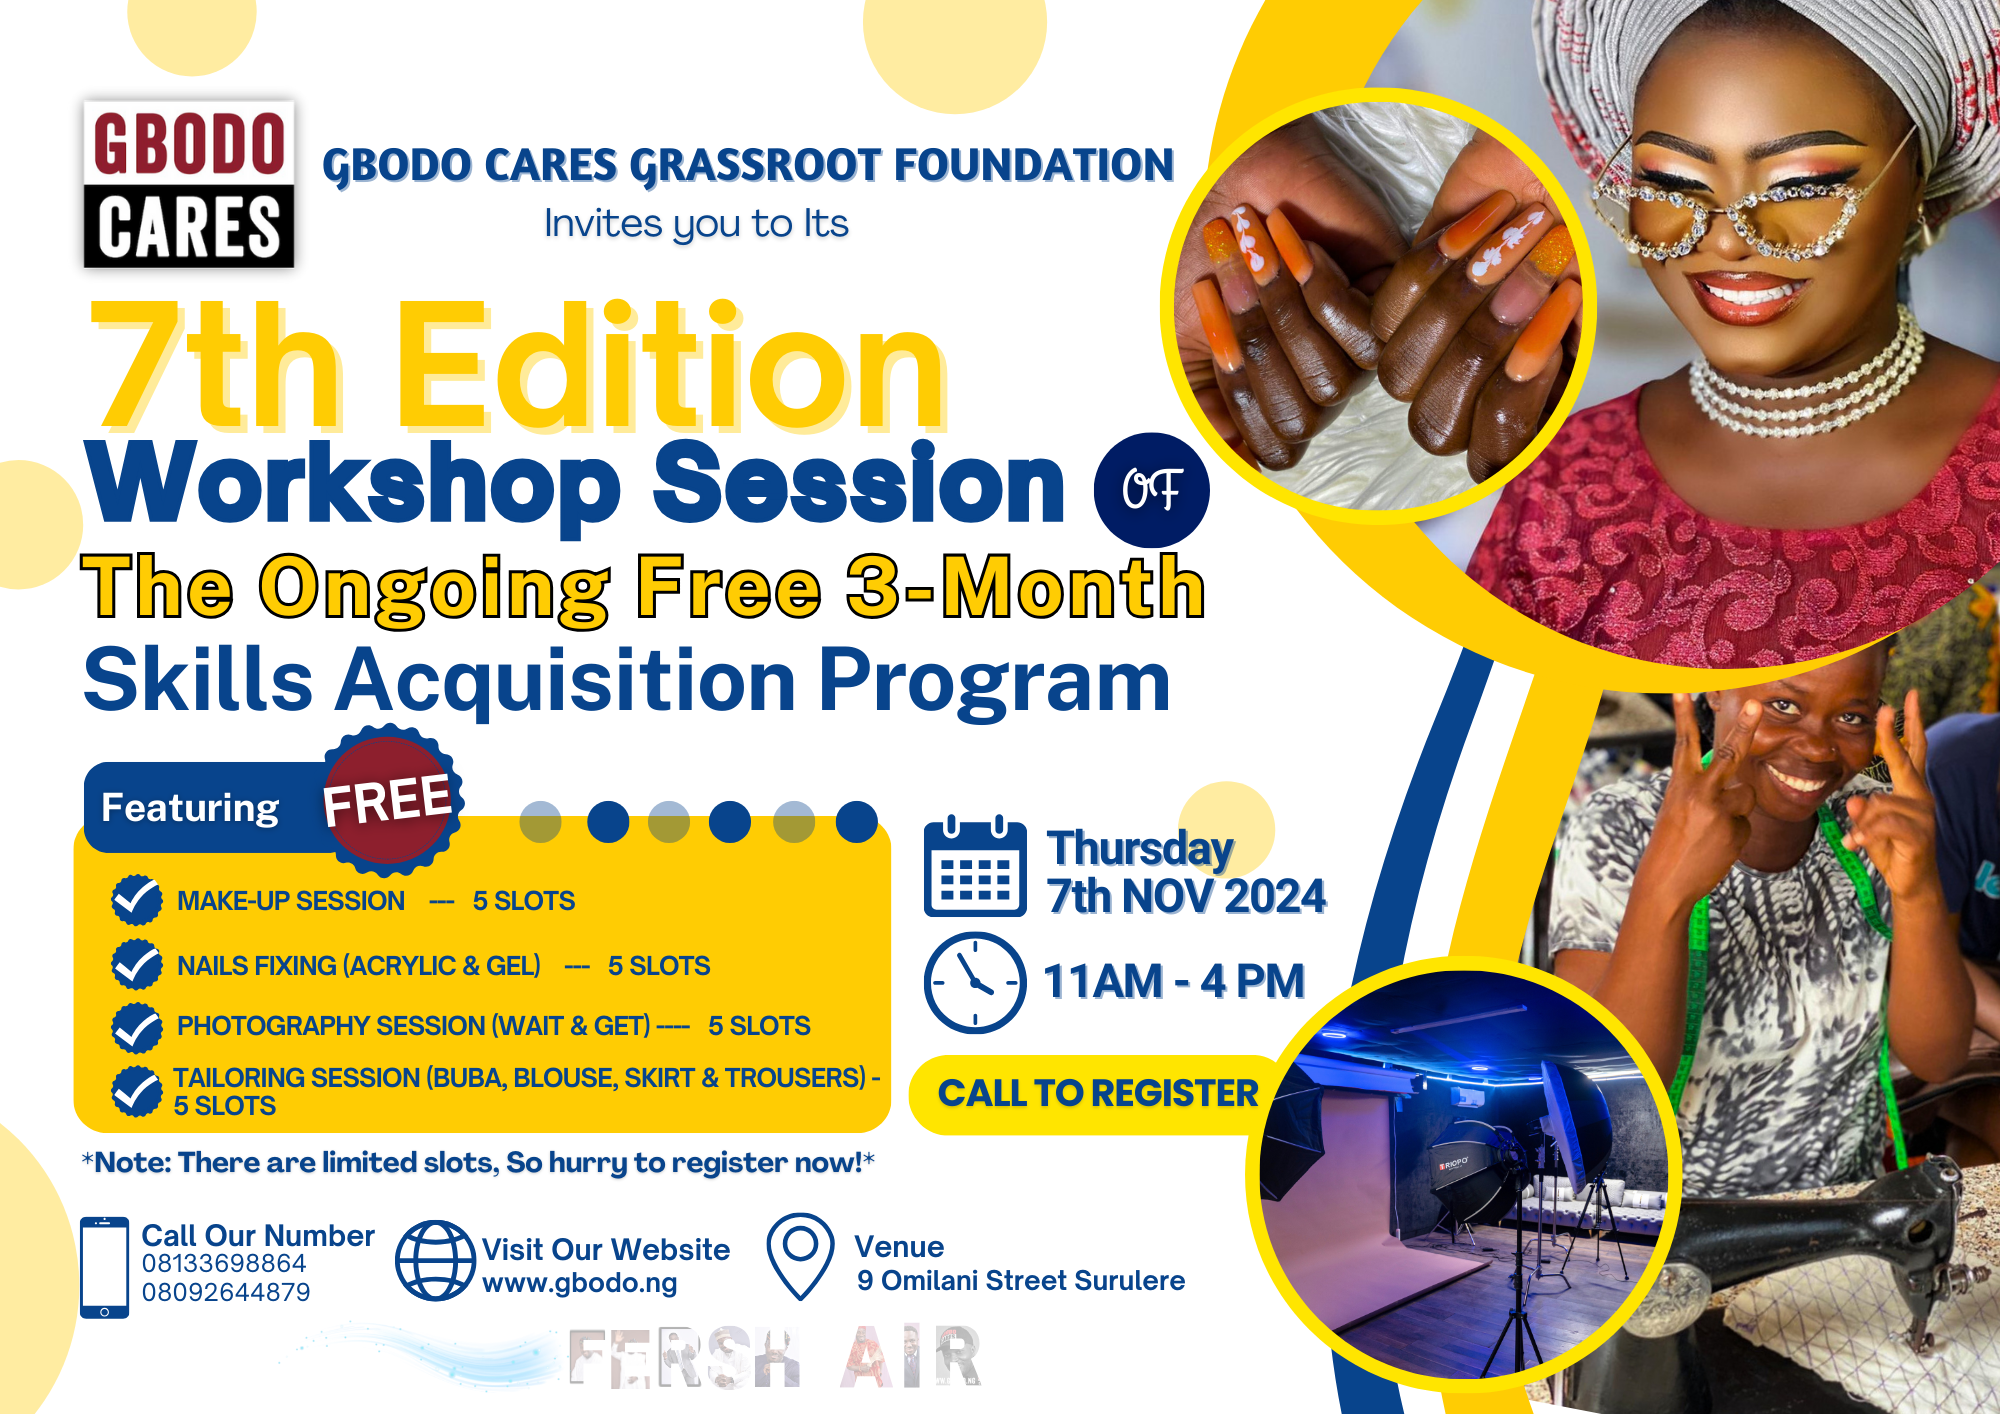 GBODO
CARES
GBODO CARES GRASSROOT FOUNDATION
Invites you to Its
7th Edition
Workshop Session OF
The Ongoing Free 3-Month
Skills Acquisition Program
Featuring FREE
MAKE-UP SESSION --- 5 SLOTS
NAILS FIXING (ACRYLIC & GEL) --- 5 SLOTS
PHOTOGRAPHY SESSION (WAIT & GET) ---- 5 SLOTS
TAILORING SESSION (BUBA, BLOUSE, SKIRT & TROUSERS) -
5 SLOTS
*Note: There are limited slots, So hurry to register now!*
Thursday
7th NOV 2024
11AM - 4 PM
CALL TO REGISTER
TRIOPO
Call Our Number
08133698864
08092644879
Visit Our Website
www.gbodo.ng
Venue
9 Omilani Street Surulere
FERSH AIR